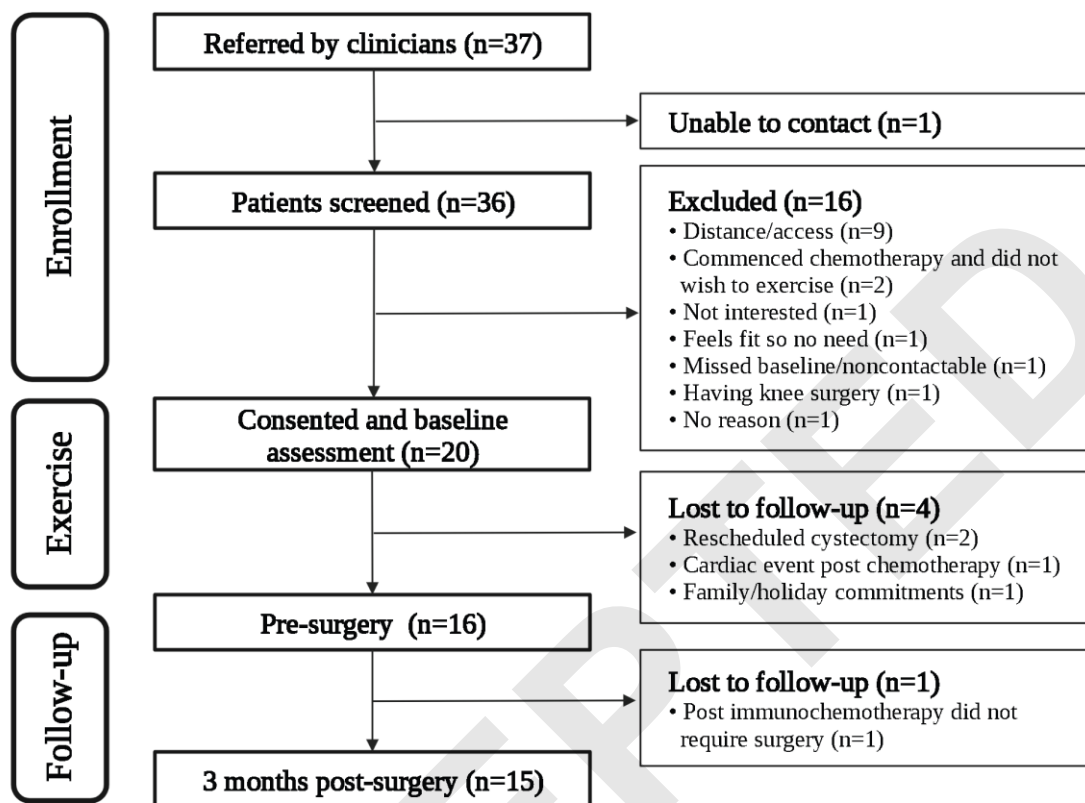 Enrollment
Referred by clinicians (n=37)
Unable to contact (n=1)
Patients screened (n=36)
Excluded (n=16)
• Distance/access (n=9)
• Commenced chemotherapy and did not
wish to exercise (n=2)
• Not interested (n=1)
• Feels fit so no need (n=1)
• Missed baseline/noncontactable (n=1)
• Having knee surgery (n=1)
• No reason (n=1)
Exercise
Consented and baseline
assessment (n=20)
Lost to follow-up (n=4)
• Rescheduled cystectomy (n=2)
• Cardiac event post chemotherapy (n=1)
• Family/holiday commitments (n=1)
Pre-surgery (n=16)
Follow-up
Lost to follow-up (n=1)
• Post immunochemotherapy did not
require surgery (n=1)
3 months post-surgery (n=15)
EPTED